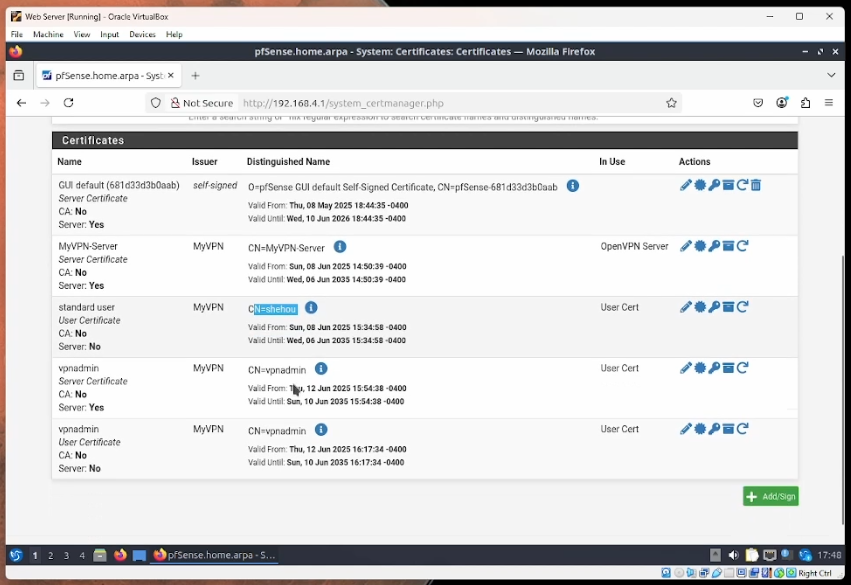 Web Server [Running] - Oracle VirtualBox
File Machine View Input Devices Help
pfSense.home.arpa - System: Certificates: Certificates — Mozilla Firefox
pfSense.home.arpa - Syst
Not Secure http://192.168.4.1/system_certmanager.php
Enter a search string or *nix regular expression to search certificate names and distinguished names.
Certificates
Name Issuer Distinguished Name In Use Actions
GUI default (681d33d3b0aab) self-signed O=pfSense GUI default Self-Signed Certificate, CN=pfSense-681d33d3b0aab
Server Certificate
CA: No Valid From: Thu, 08 May 2025 18:44:35 -0400
Server: Yes Valid Until: Wed, 10 Jun 2026 18:44:35 -0400
MyVPN-Server MyVPN CN=MyVPN-Server OpenVPN Server
Server Certificate
CA: No Valid From: Sun, 08 Jun 2025 14:50:39 -0400
Server: Yes Valid Until: Wed, 06 Jun 2035 14:50:39 -0400
standard user MyVPN CN=shehou User Cert
User Certificate
CA: No Valid From: Sun, 08 Jun 2025 15:34:58 -0400
Server: No Valid Until: Wed, 06 Jun 2035 15:34:58 -0400
vpnadmin MyVPN CN=vpnadmin User Cert
Server Certificate
CA: No Valid From: Thu, 12 Jun 2025 15:54:38 -0400
Server: Yes Valid Until: Sun, 10 Jun 2035 15:54:38 -0400
vpnadmin MyVPN CN=vpnadmin User Cert
User Certificate
CA: No Valid From: Thu, 12 Jun 2025 16:17:34 -0400
Server: No Valid Until: Sun, 10 Jun 2035 16:17:34 -0400
Add/Sign
1 2 3 4 pfSense.home.arpa - S... 17:48
Right Ctrl